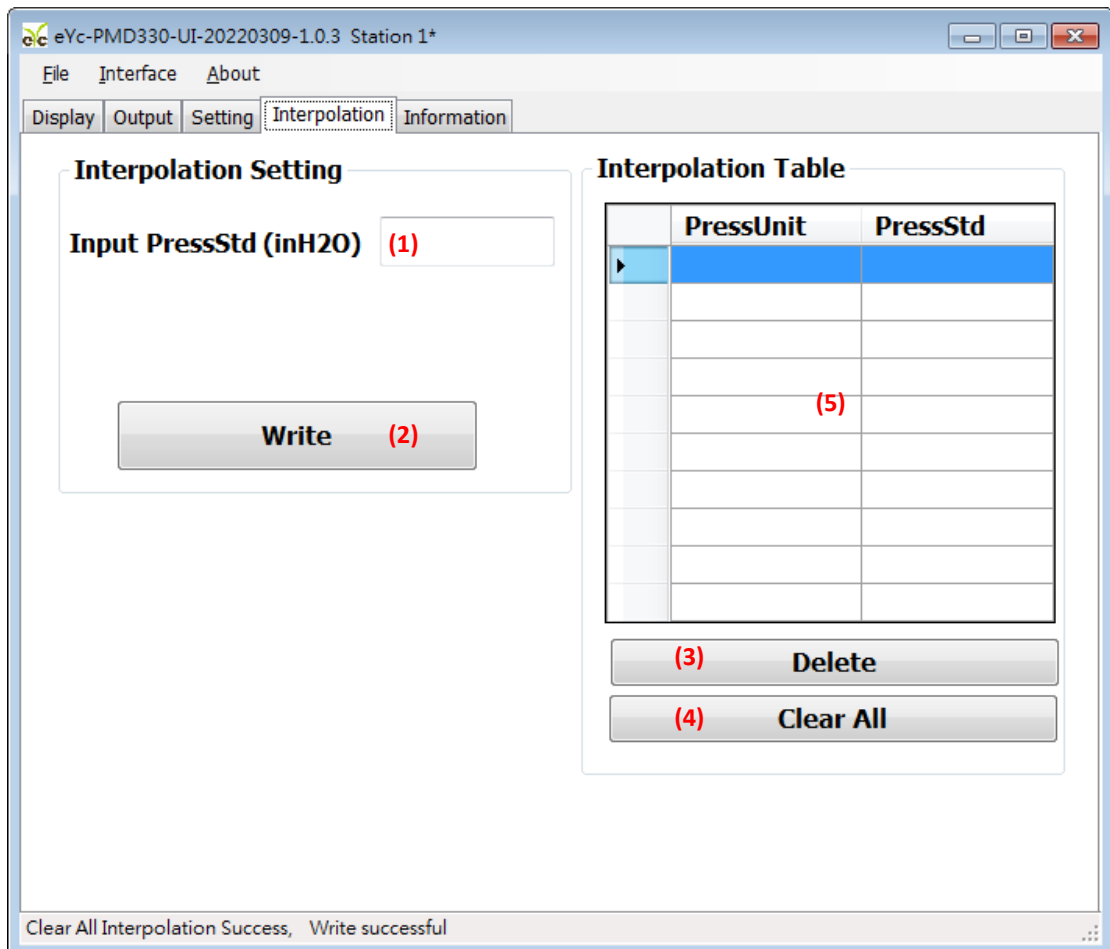 eYc-PMD330-UI-20220309-1.0.3 Station 1*
File Interface About
Display Output Setting Interpolation Information
Interpolation Setting
Input PressStd (inH2O) (1)
Write (2)
Interpolation Table
PressUnit PressStd
(5)
(3) Delete
(4) Clear All
Clear All Interpolation Success, Write successful